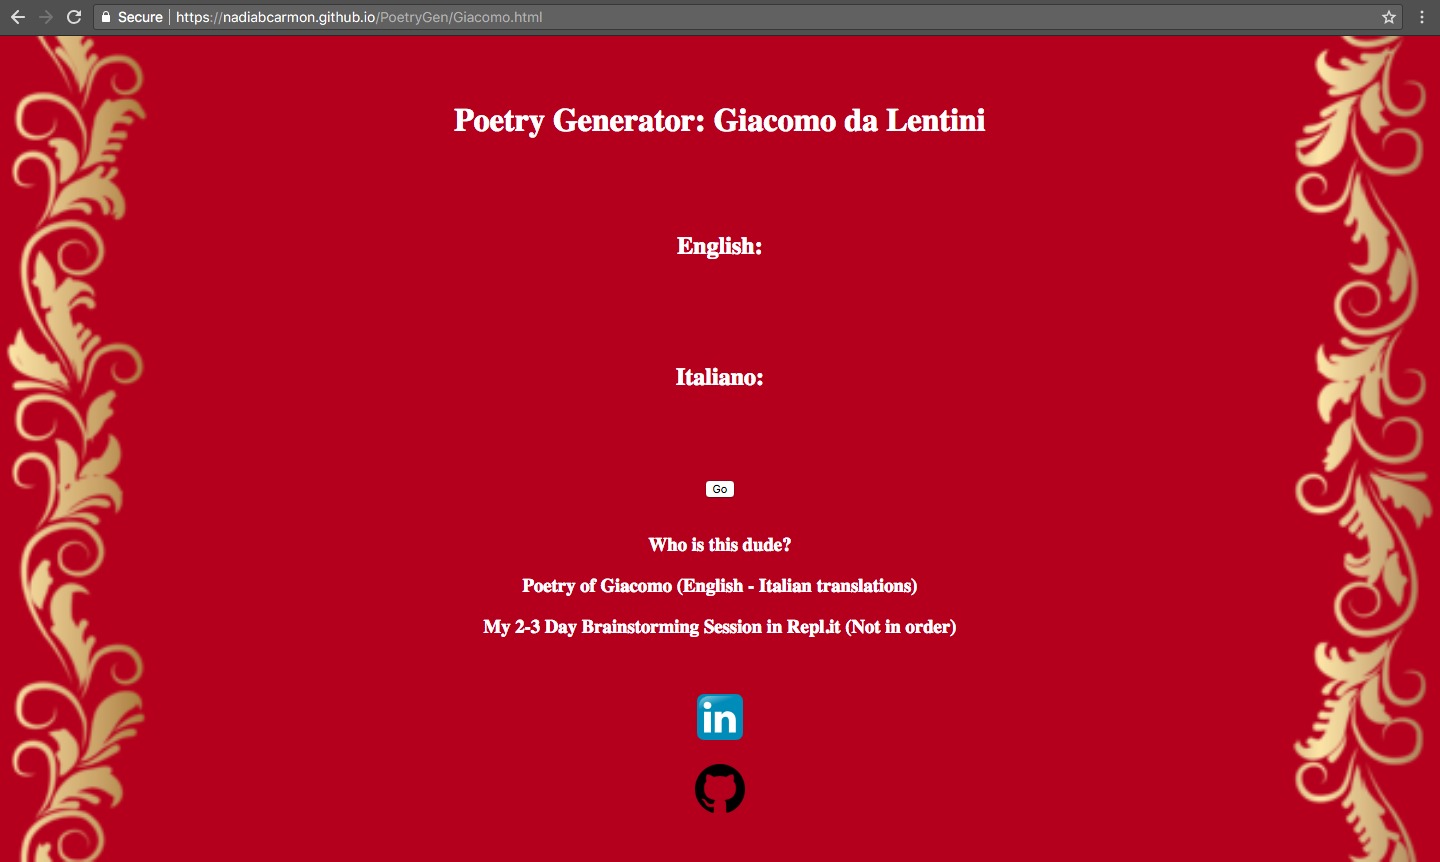 Secure | https://nadiabcarmon.github.io/PoetryGen/Giacomo.html
Poetry Generator: Giacomo da Lentini
English:
Italiano:
Go
Who is this dude?
Poetry of Giacomo (English - Italian translations)
My 2-3 Day Brainstorming Session in Repl.it (Not in order)
in